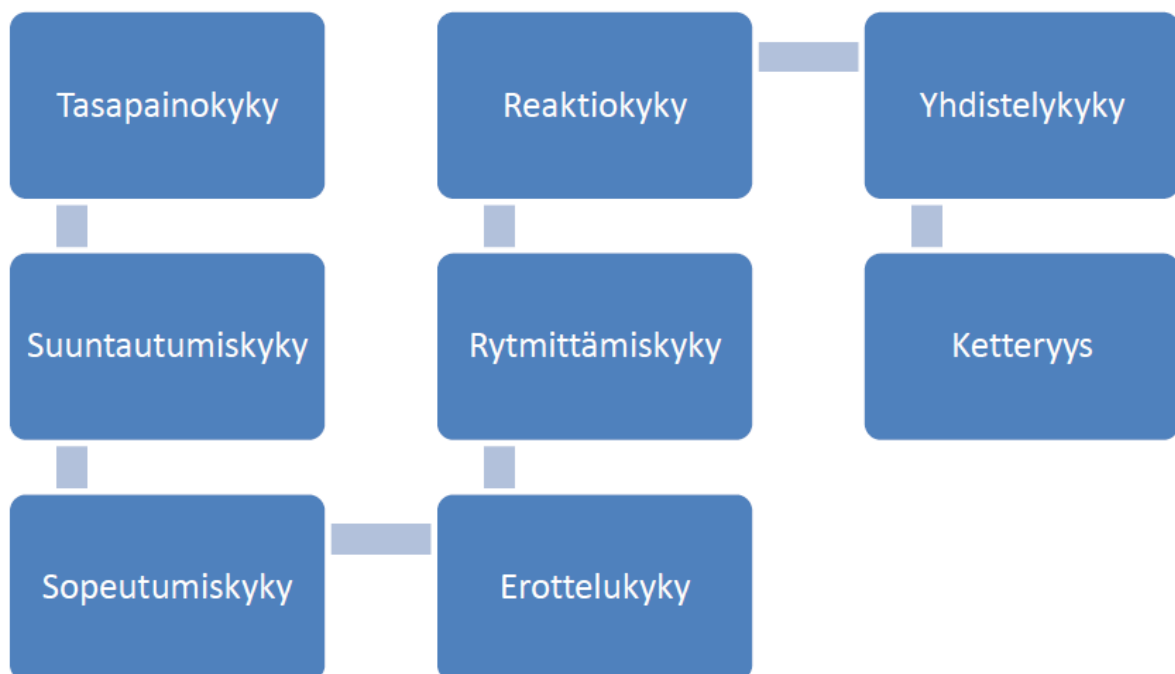 Tasapainokyky
Suuntautumiskyky
Sopeutumiskyky
Erottelukyky
Rytmittämiskyky
Reaktiokyky
Yhdistelykyky
Ketteryys